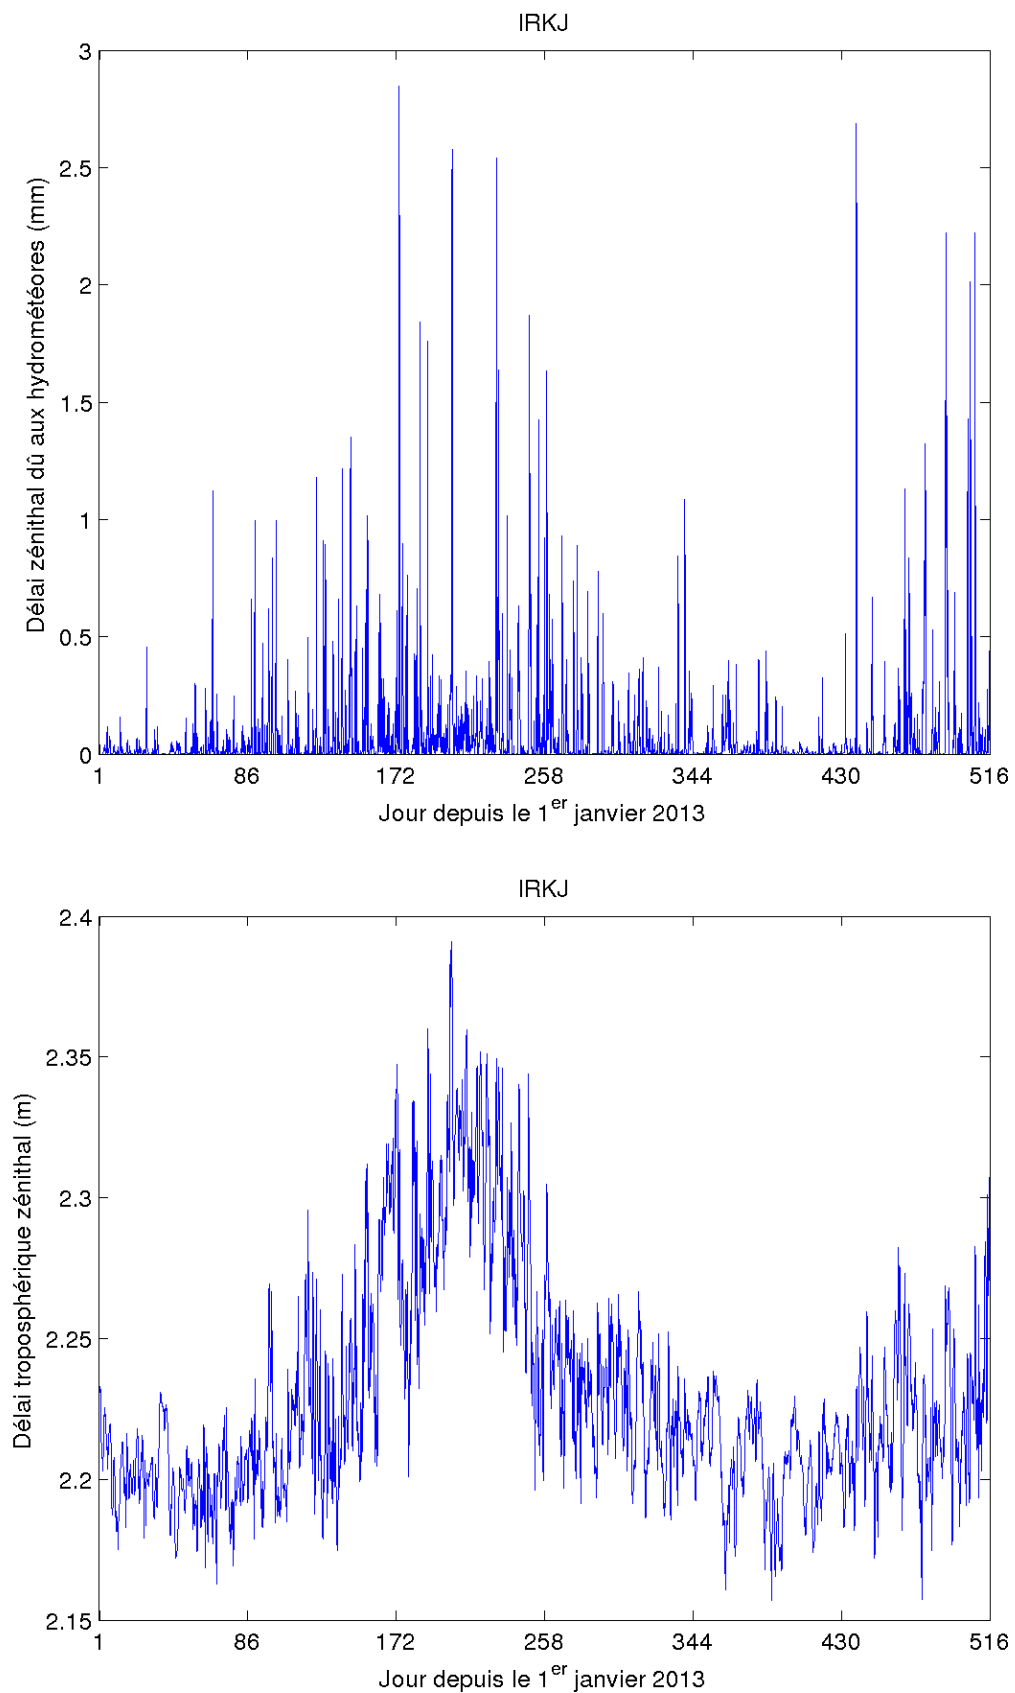 IRKJ
3
2.5
2
1.5
1
0.5
0
Délai zénithal dû aux hydrométéores (mm)
1 86 172 258 344 430 516
Jour depuis le 1er janvier 2013
IRKJ
2.4
2.35
2.3
2.25
2.2
2.15
Délai troposphérique zénithal (m)
1 86 172 258 344 430 516
Jour depuis le 1er janvier 2013